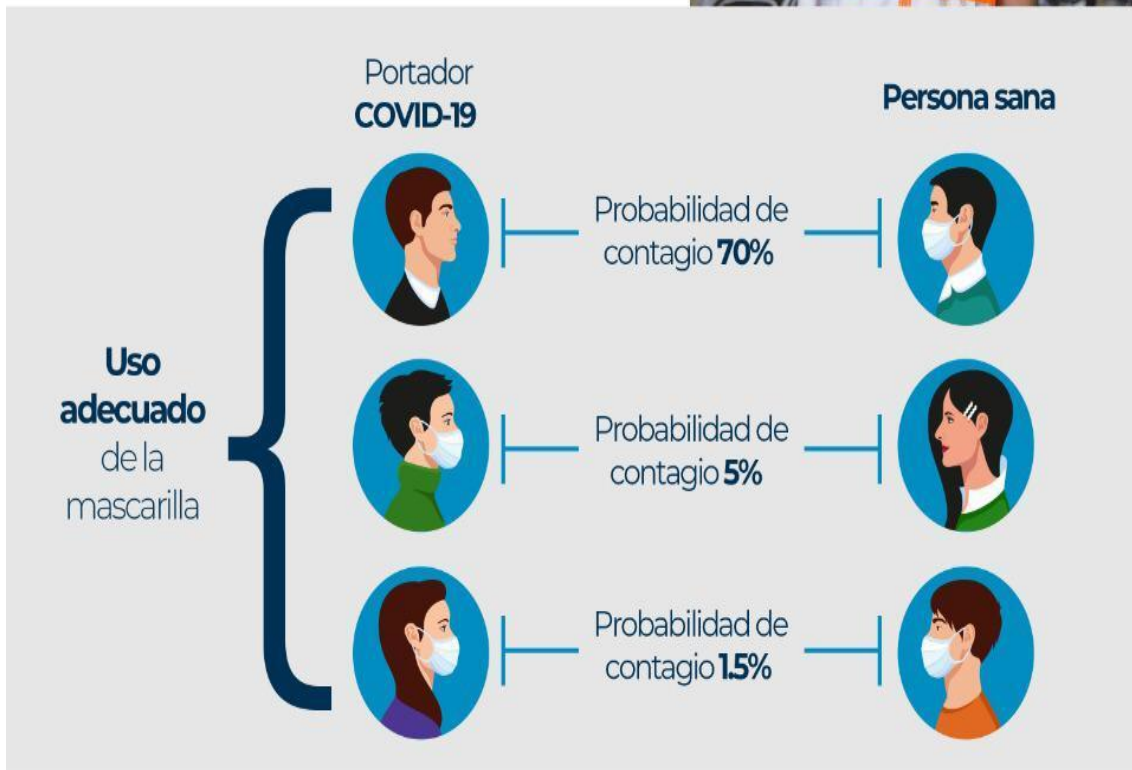 Portador
COVID-19
Persona sana
Probabilidad de
contagio 70%
Uso
adecuado
de la
mascarilla
Probabilidad de
contagio 5%
Probabilidad de
contagio 1.5%